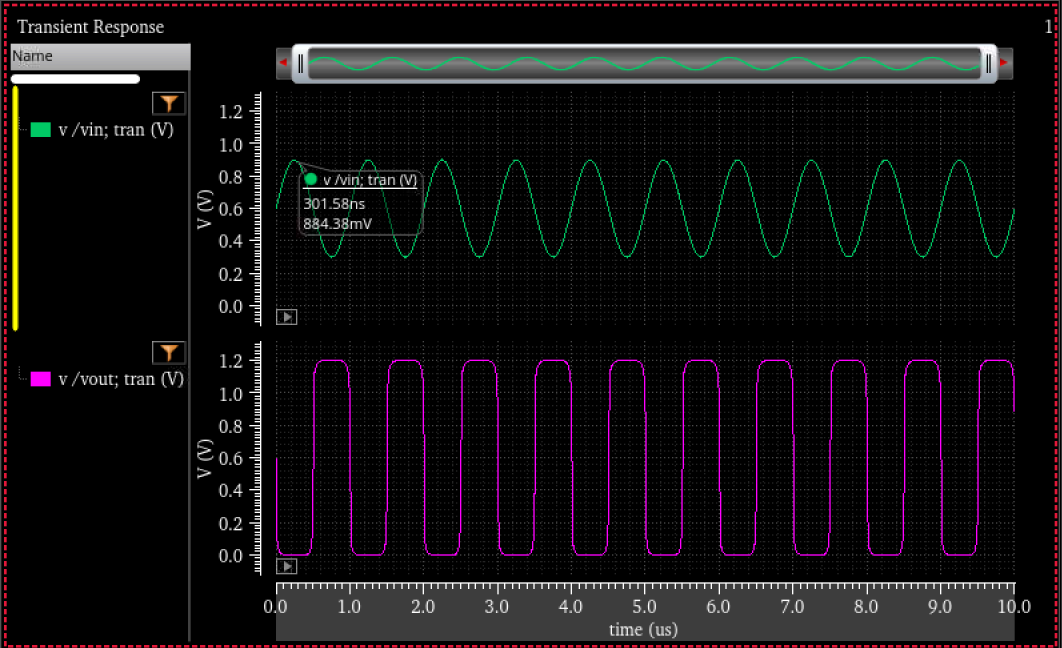 Transient Response
1
Name
v /vin; tran (V)
1.2
1.0
0.8
0.6
0.4
0.2
0.0
V (V)
v /vin; tran (V)
301.58ns
884.38mV
v /vout; tran (V)
1.2
1.0
0.8
0.6
0.4
0.2
0.0
V (V)
0.0 1.0 2.0 3.0 4.0 5.0 6.0 7.0 8.0 9.0 10.0
time (us)